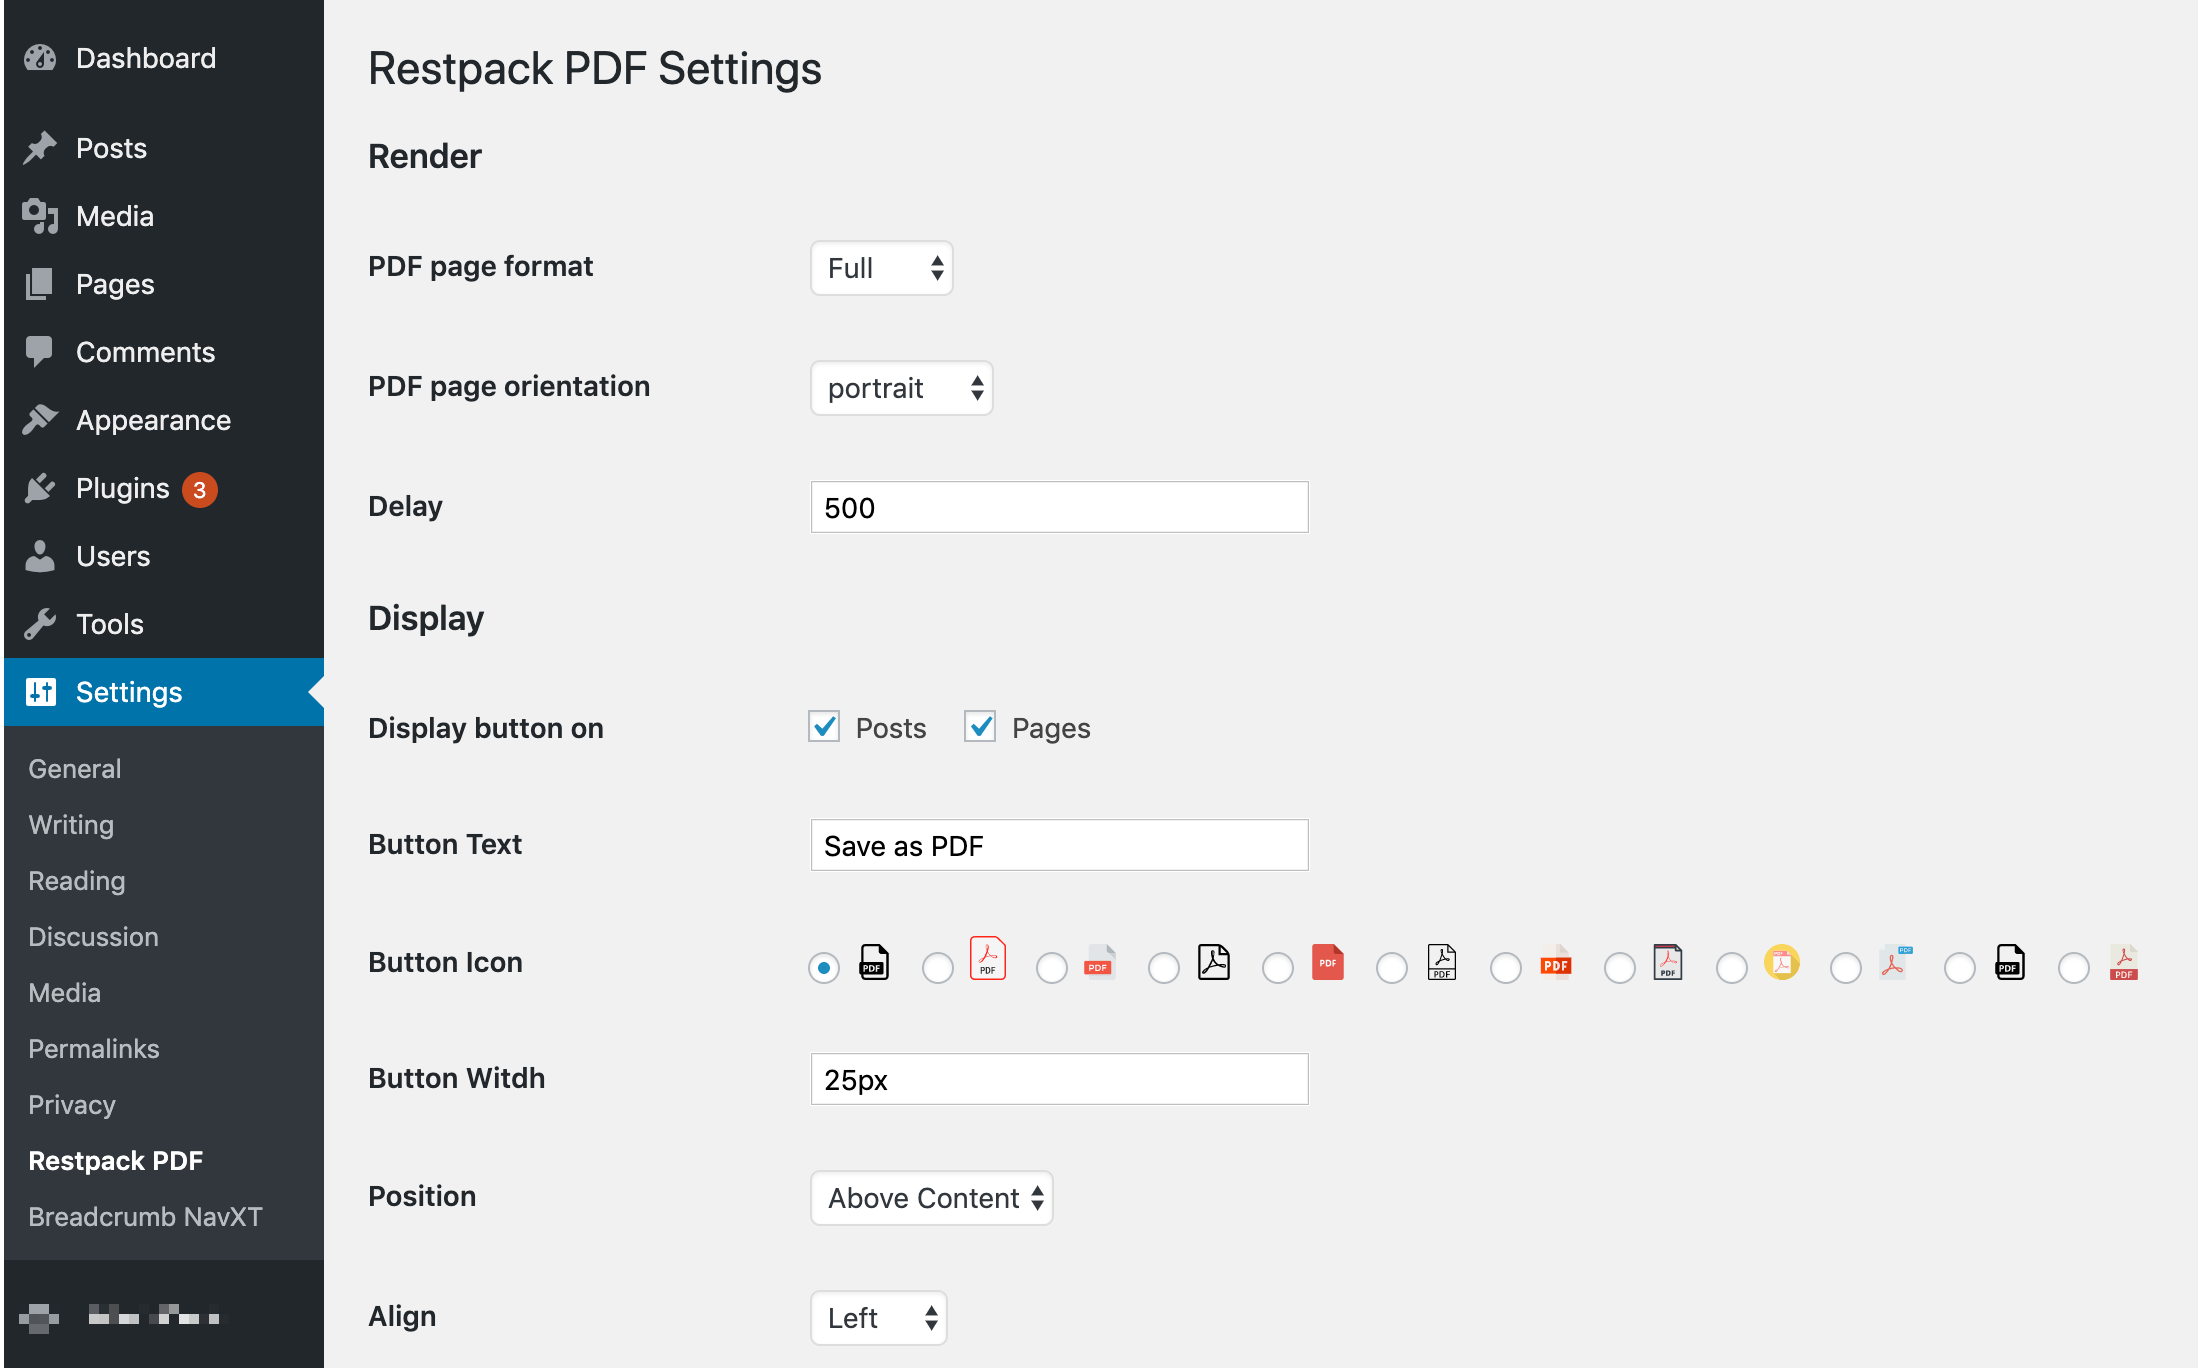 Dashboard
Posts
Media
Pages
Comments
Appearance
Plugins 3
Users
Tools
Settings
General
Writing
Reading
Discussion
Media
Permalinks
Privacy
Restpack PDF
Breadcrumb NavXT
Restpack PDF Settings
Render
PDF page format Full
PDF page orientation portrait
Delay 500
Display
Display button on Posts Pages
Button Text Save as PDF
Button Icon PDF PDF PDF PDF PDF PDF PDF PDF PDF PDF
Button Witdh 25px
Position Above Content
Align Left